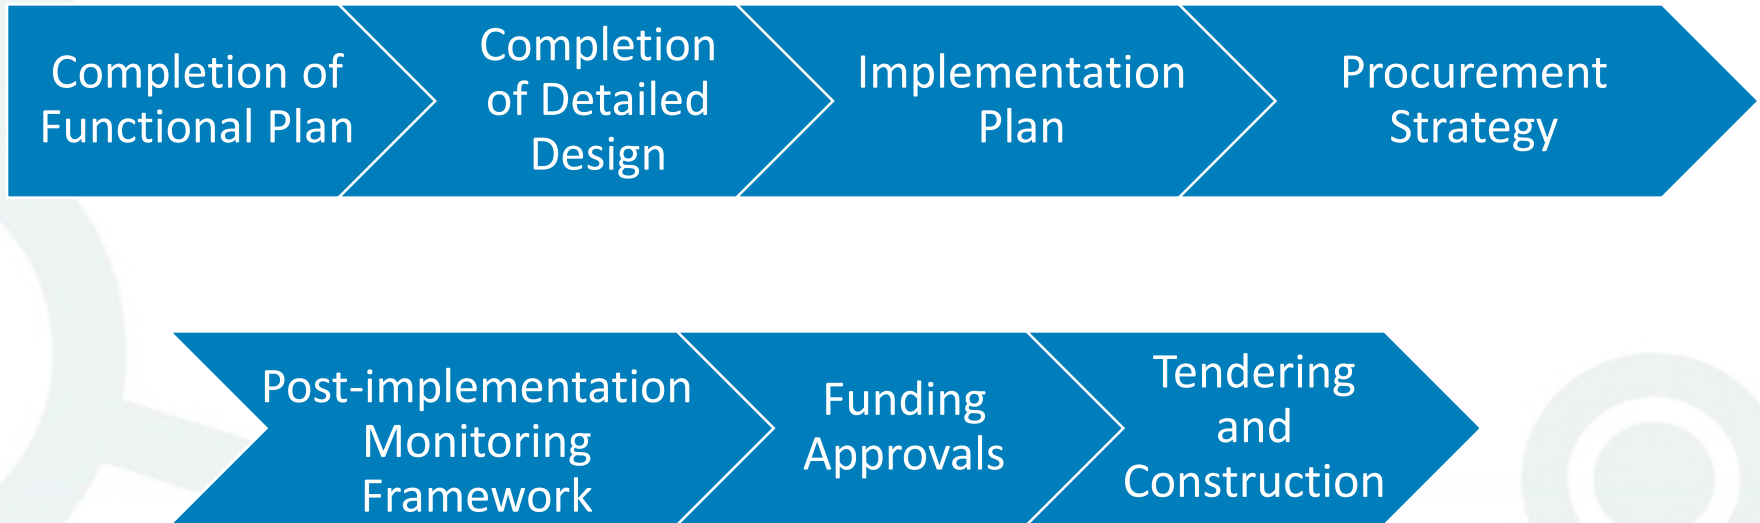 Completion of
Functional Plan
Completion
of Detailed
Design
Implementation
Plan
Procurement
Strategy
Post-implementation
Monitoring
Framework
Funding
Approvals
Tendering
and
Construction